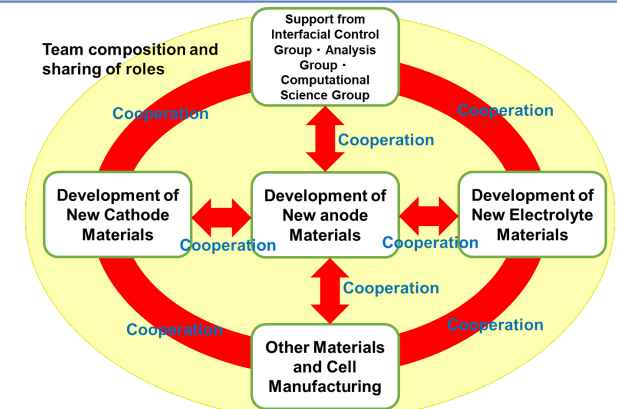 Team composition and
sharing of roles
Support from
Interfacial Control
Group・Analysis
Group・
Computational
Science Group
Cooperation
Cooperation
Cooperation
Development of
New Cathode
Materials
Development of
New anode
Materials
Development of
New Electrolyte
Materials
Cooperation
Cooperation
Cooperation
Cooperation
Cooperation
Other Materials
and Cell
Manufacturing